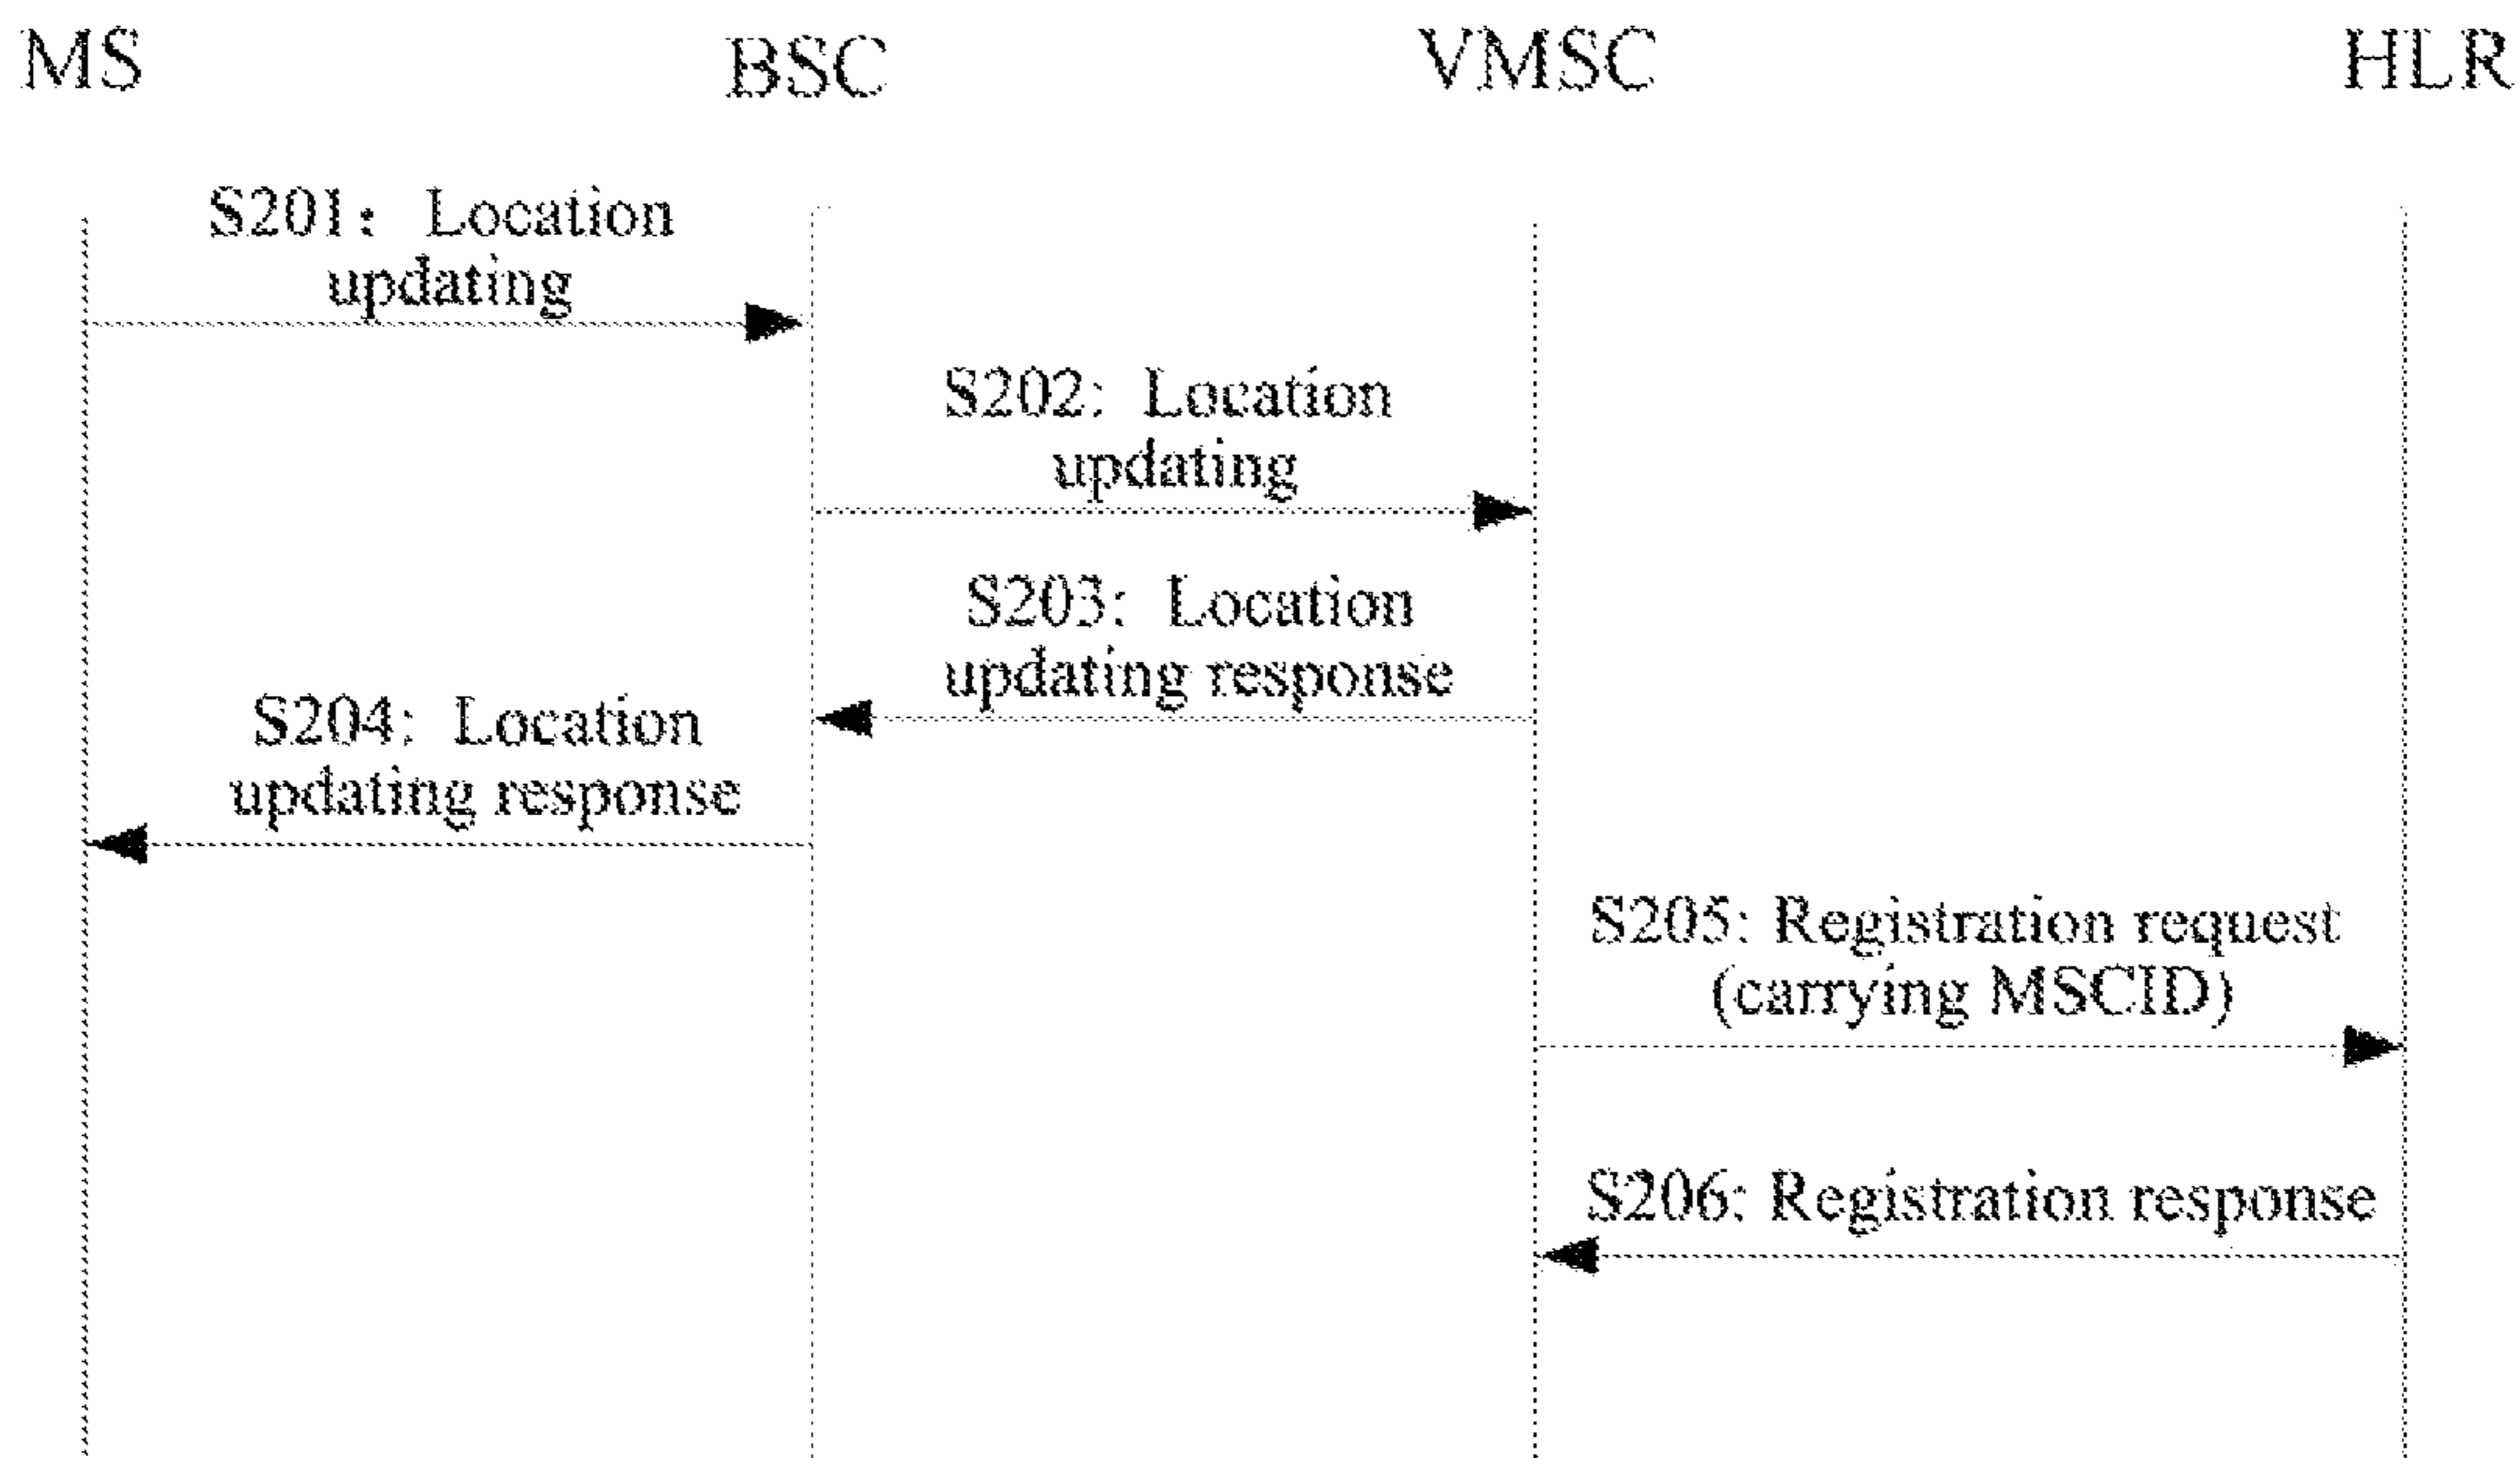 MS BSC VMSC HLR
S201: Location
updating
S202: Location
updating
S203: Location
updating response
S204: Location
updating response
S205: Registration request
(carrying MSCID)
S206: Registration response